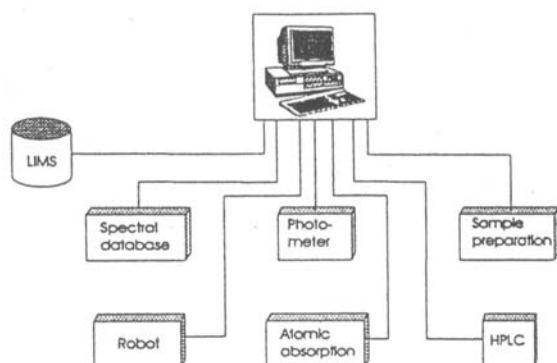 LIMS
Spectral
database
Photo-
meter
Sample
preparation
Robot
Atomic
absorption
HPLC